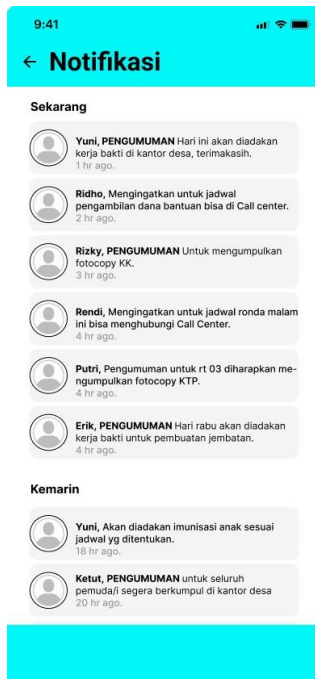 9:41
Notifikasi
Sekarang
Yuni, PENGUMUMAN Hari ini akan diadakan
kerja bakti di kantor desa, terimakasih.
1 hr ago.
Ridho, Mengingatkan untuk jadwal
pengambilan dana bantuan bisa di Call center.
2 hr ago.
Rizky, PENGUMUMAN Untuk mengumpulkan
fotocopy KK.
3 hr ago.
Rendi, Mengingatkan untuk jadwal ronda malam
ini bisa menghubungi Call Center.
4 hr ago.
Putri, Pengumuman untuk rt 03 diharapkan me-
ngumpulkan fotocopy KTP.
4 hr ago.
Erik, PENGUMUMAN Hari rabu akan diadakan
kerja bakti untuk pembuatan jembatan.
4 hr ago.
Kemarin
Yuni, Akan diadakan imunisasi anak sesuai
jadwal yg ditentukan.
18 hr ago.
Ketut, PENGUMUMAN untuk seluruh
pemuda/i segera berkumpul di kantor desa
20 hr ago.